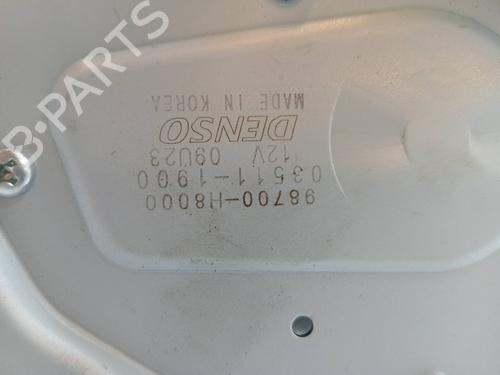 98700-H8000
03511-1900
12V 09U23
DENSO
MADE IN KOREA
B-PARTS